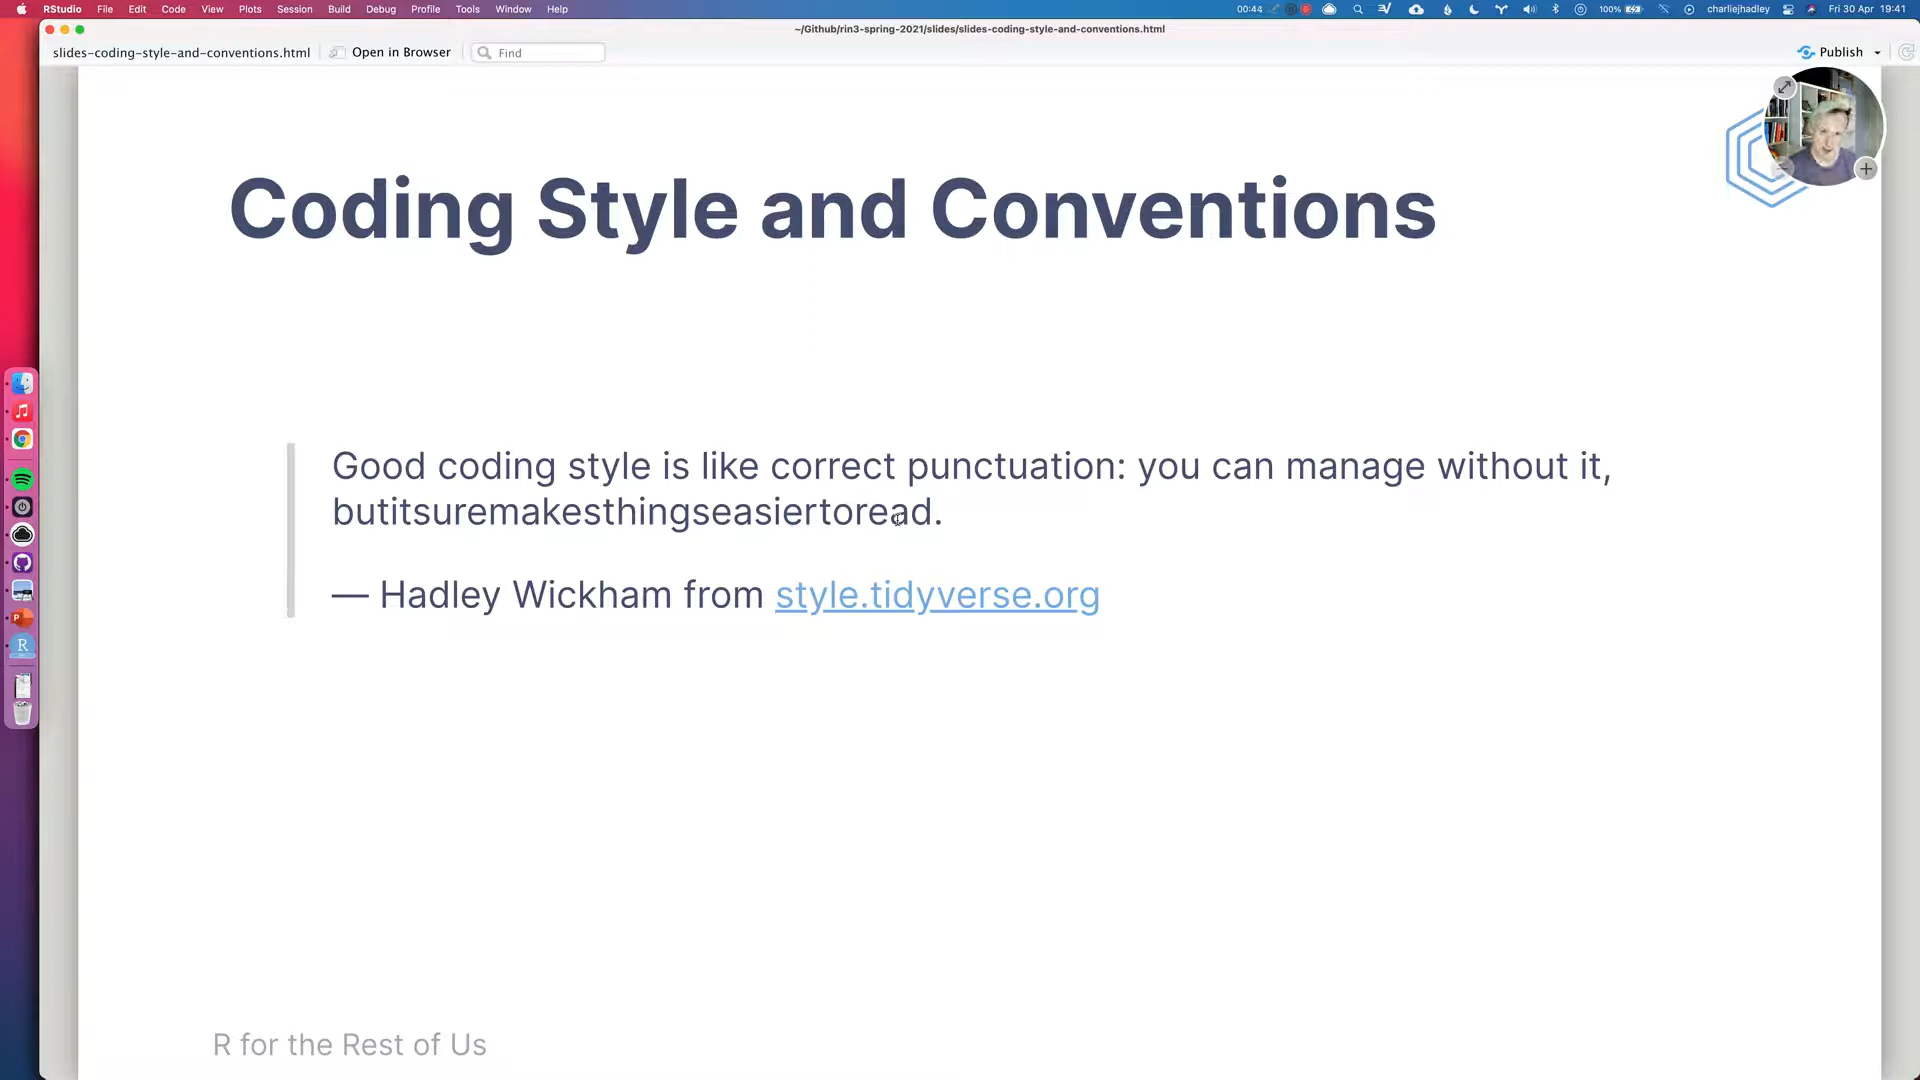 RStudio File Edit Code View Plots Session Build Debug Profile Tools Window Help 00:44 100% charliejhadley Fri 30 Apr 19:41
~/Github/rin3-spring-2021/slides/slides-coding-style-and-conventions.html
slides-coding-style-and-conventions.html Open in Browser Find Publish
Coding Style and Conventions
Good coding style is like correct punctuation: you can manage without it,
butitsuremakesthingseasiertoread.
— Hadley Wickham from style.tidyverse.org
R for the Rest of Us